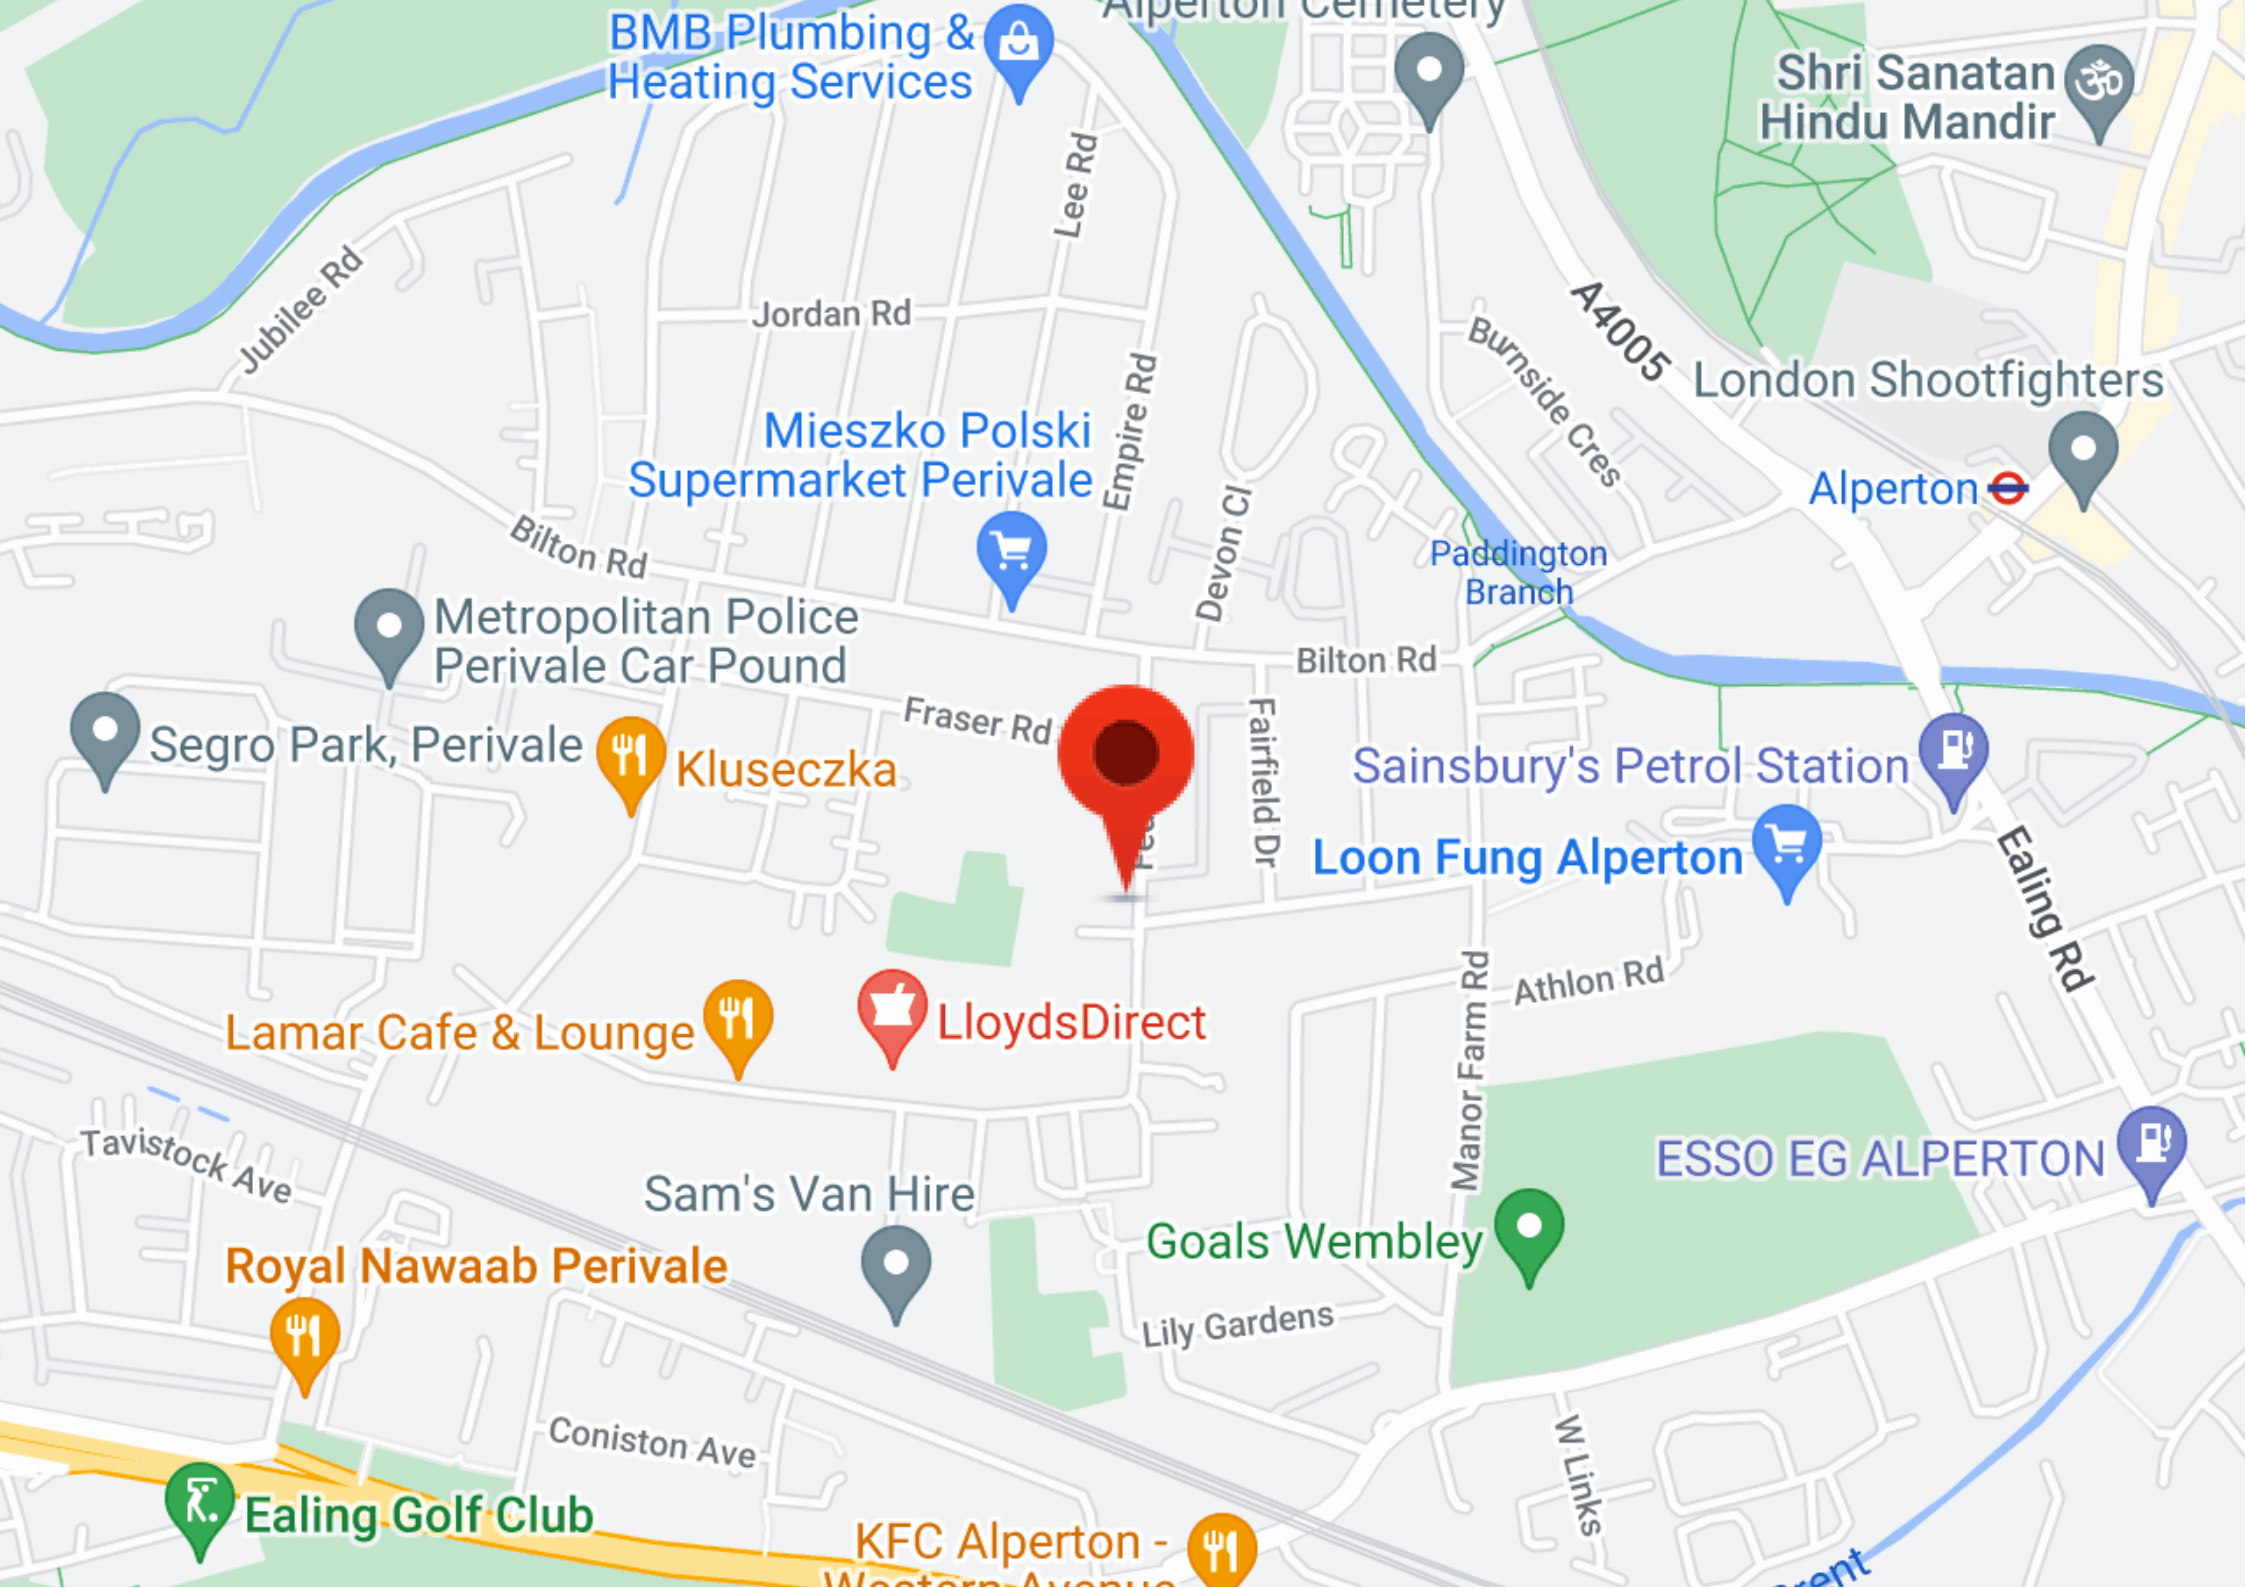 Alperton Cemetery
BMB Plumbing &
Heating Services
Shri Sanatan
Hindu Mandir
Lee Rd
Jubilee Rd
Jordan Rd
A4005
Burnside Cres
London Shootfighters
Empire Rd
Mieszko Polski
Supermarket Perivale
Alperton
Devon Cl
Bilton Rd
Paddington
Branch
Metropolitan Police
Perivale Car Pound
Bilton Rd
Fraser Rd
Fairfield Dr
Segro Park, Perivale
Kluseczka
Sainsbury's Petrol Station
Loon Fung Alperton
Ealing Rd
Manor Farm Rd
Athlon Rd
Lamar Cafe & Lounge
LloydsDirect
Tavistock Ave
ESSO EG ALPERTON
Sam's Van Hire
Goals Wembley
Royal Nawaab Perivale
Lily Gardens
Coniston Ave
W Links
Ealing Golf Club
KFC Alperton -
Western Avenue